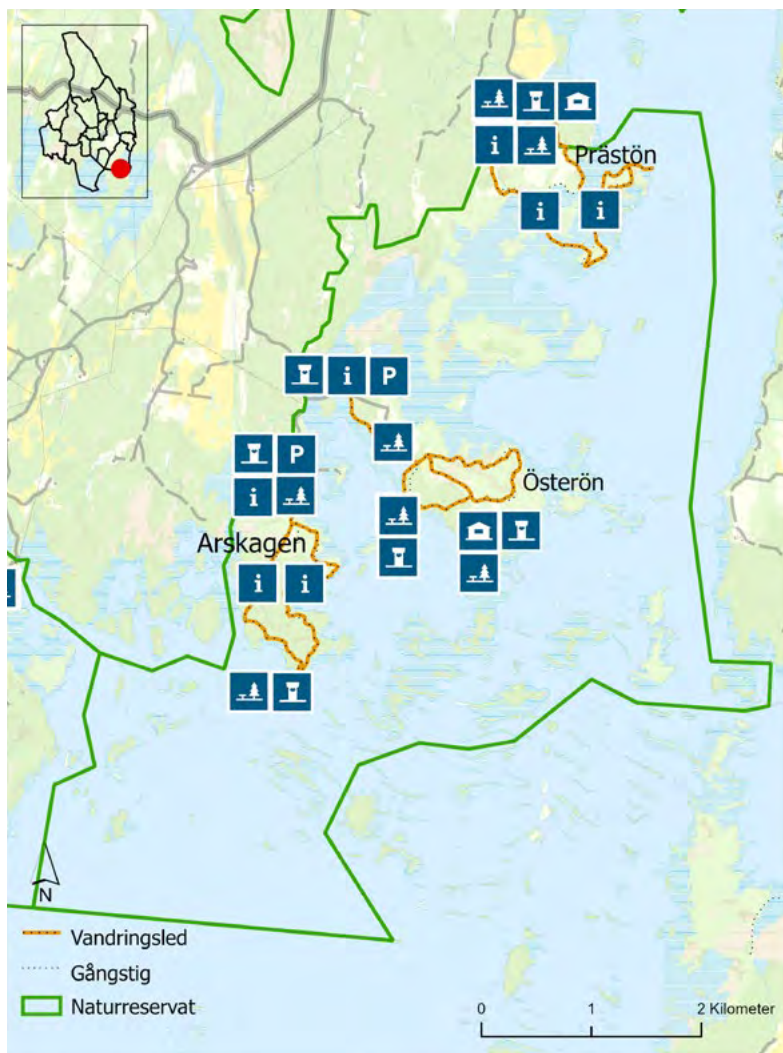 i
Prästön
i i
i P
P
i
Österön
Arskagen
i i
N
Vandringsled
Gångstig
Naturreservat
0 1 2 Kilometer